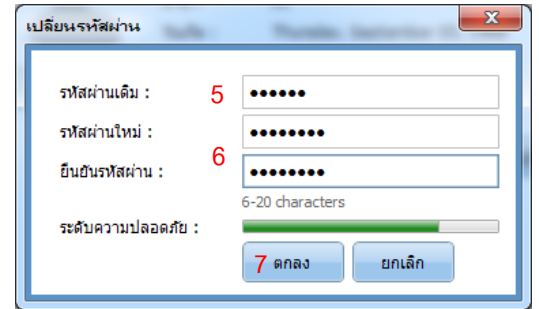 เปลี่ยนรหัสผ่าน
รหัสผ่านเดิม : 5 ••••••
รหัสผ่านใหม่ : ••••••••
6
ยืนยันรหัสผ่าน : ••••••••
6-20 characters
ระดับความปลอดภัย :
7 ตกลง ยกเลิก